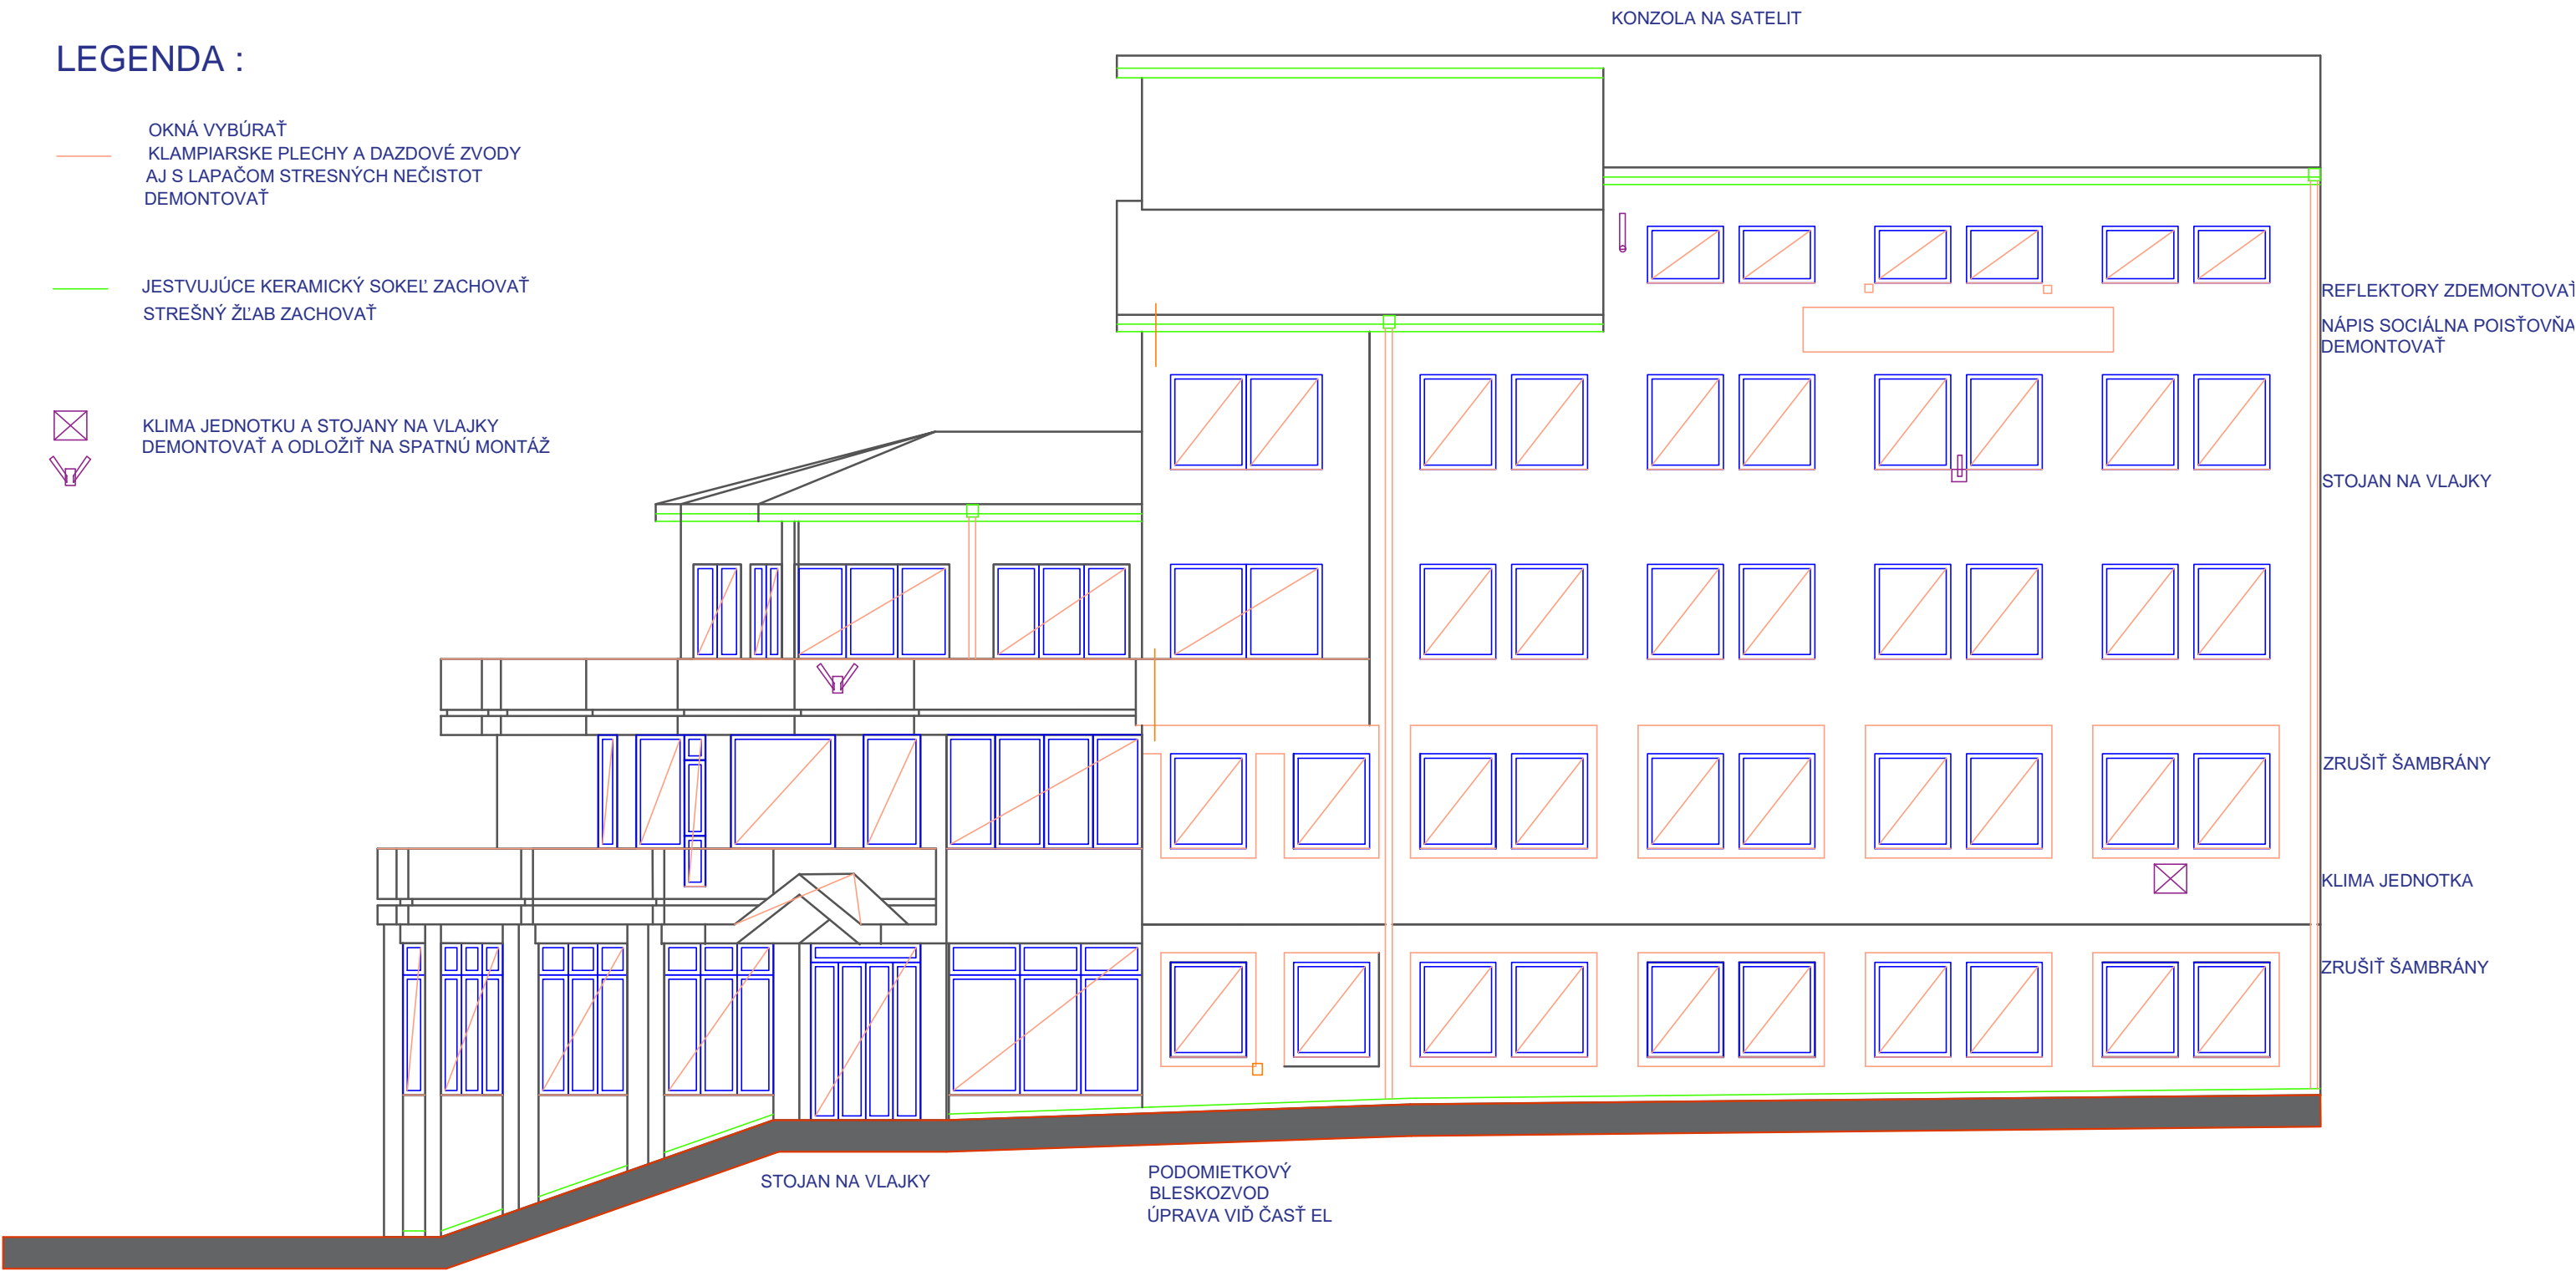 KONZOLA NA SATELIT
LEGENDA :
OKNÁ VYBÚRAŤ
KLAMPIARSKE PLECHY A DAZDOVÉ ZVODY
AJ S LAPAČOM STRESNÝCH NEČISTOT
DEMONTOVAŤ
JESTVUJÚCE KERAMICKÝ SOKEĽ ZACHOVAŤ
STREŠNÝ ŽĽAB ZACHOVAŤ
KLIMA JEDNOTKU A STOJANY NA VLAJKY
DEMONTOVAŤ A ODLOŽIŤ NA SPATNÚ MONTÁŽ
REFLEKTORY ZDEMONTOVAŤ
NÁPIS SOCIÁLNA POISŤOVŇA
DEMONTOVAŤ
STOJAN NA VLAJKY
ZRUŠIŤ ŠAMBRÁNY
KLIMA JEDNOTKA
ZRUŠIŤ ŠAMBRÁNY
STOJAN NA VLAJKY
PODOMIETKOVÝ
BLESKOZVOD
ÚPRAVA VIĎ ČASŤ EL